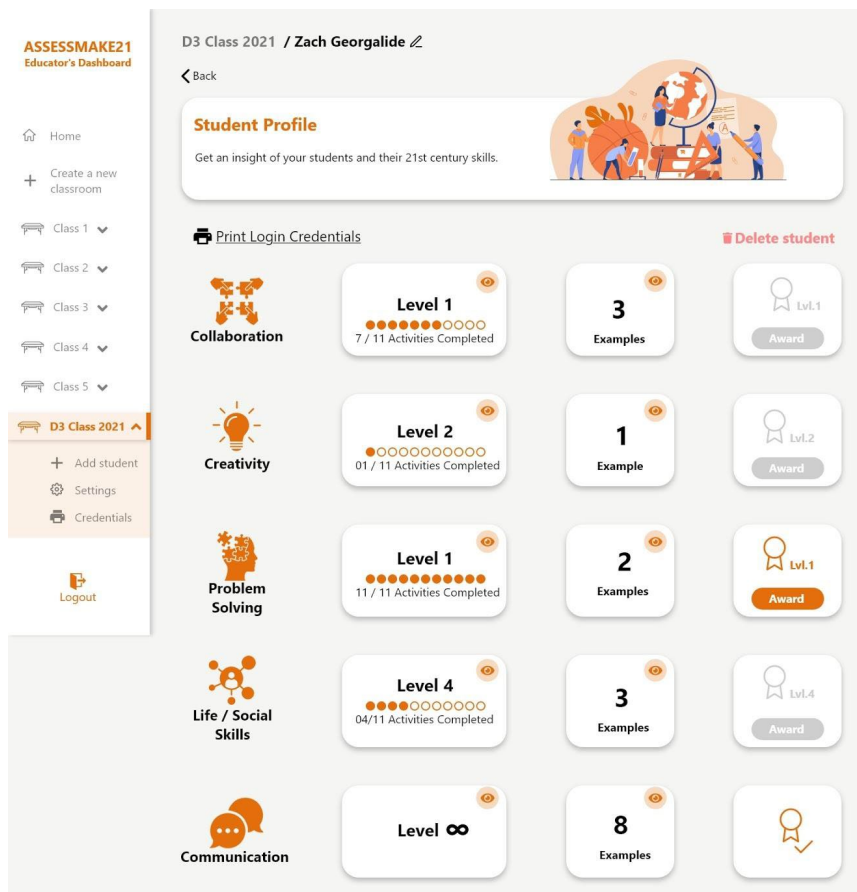 ASSESSMAKE21
Educator's Dashboard
Home
Create a new
classroom
Class 1
Class 2
Class 3
Class 4
Class 5
D3 Class 2021
Add student
Settings
Credentials
Logout
D3 Class 2021 / Zach Georgalide
Back
Student Profile
Get an insight of your students and their 21st century skills.
A
Print Login Credentials
Delete student
Collaboration
Level 1
7 / 11 Activities Completed
3
Examples
Lvl.1
Award
Creativity
Level 2
01 / 11 Activities Completed
1
Example
Lvl.2
Award
Problem
Solving
Level 1
11 / 11 Activities Completed
2
Examples
Lvl.1
Award
Life / Social
Skills
Level 4
04/11 Activities Completed
3
Examples
Lvl.4
Award
Communication
Level ∞
8
Examples